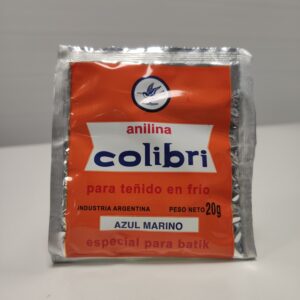 anilina
colibri
para teñido en frio
INDUSTRIA ARGENTINA PESO NETO 20g
AZUL MARINO
especial para batik